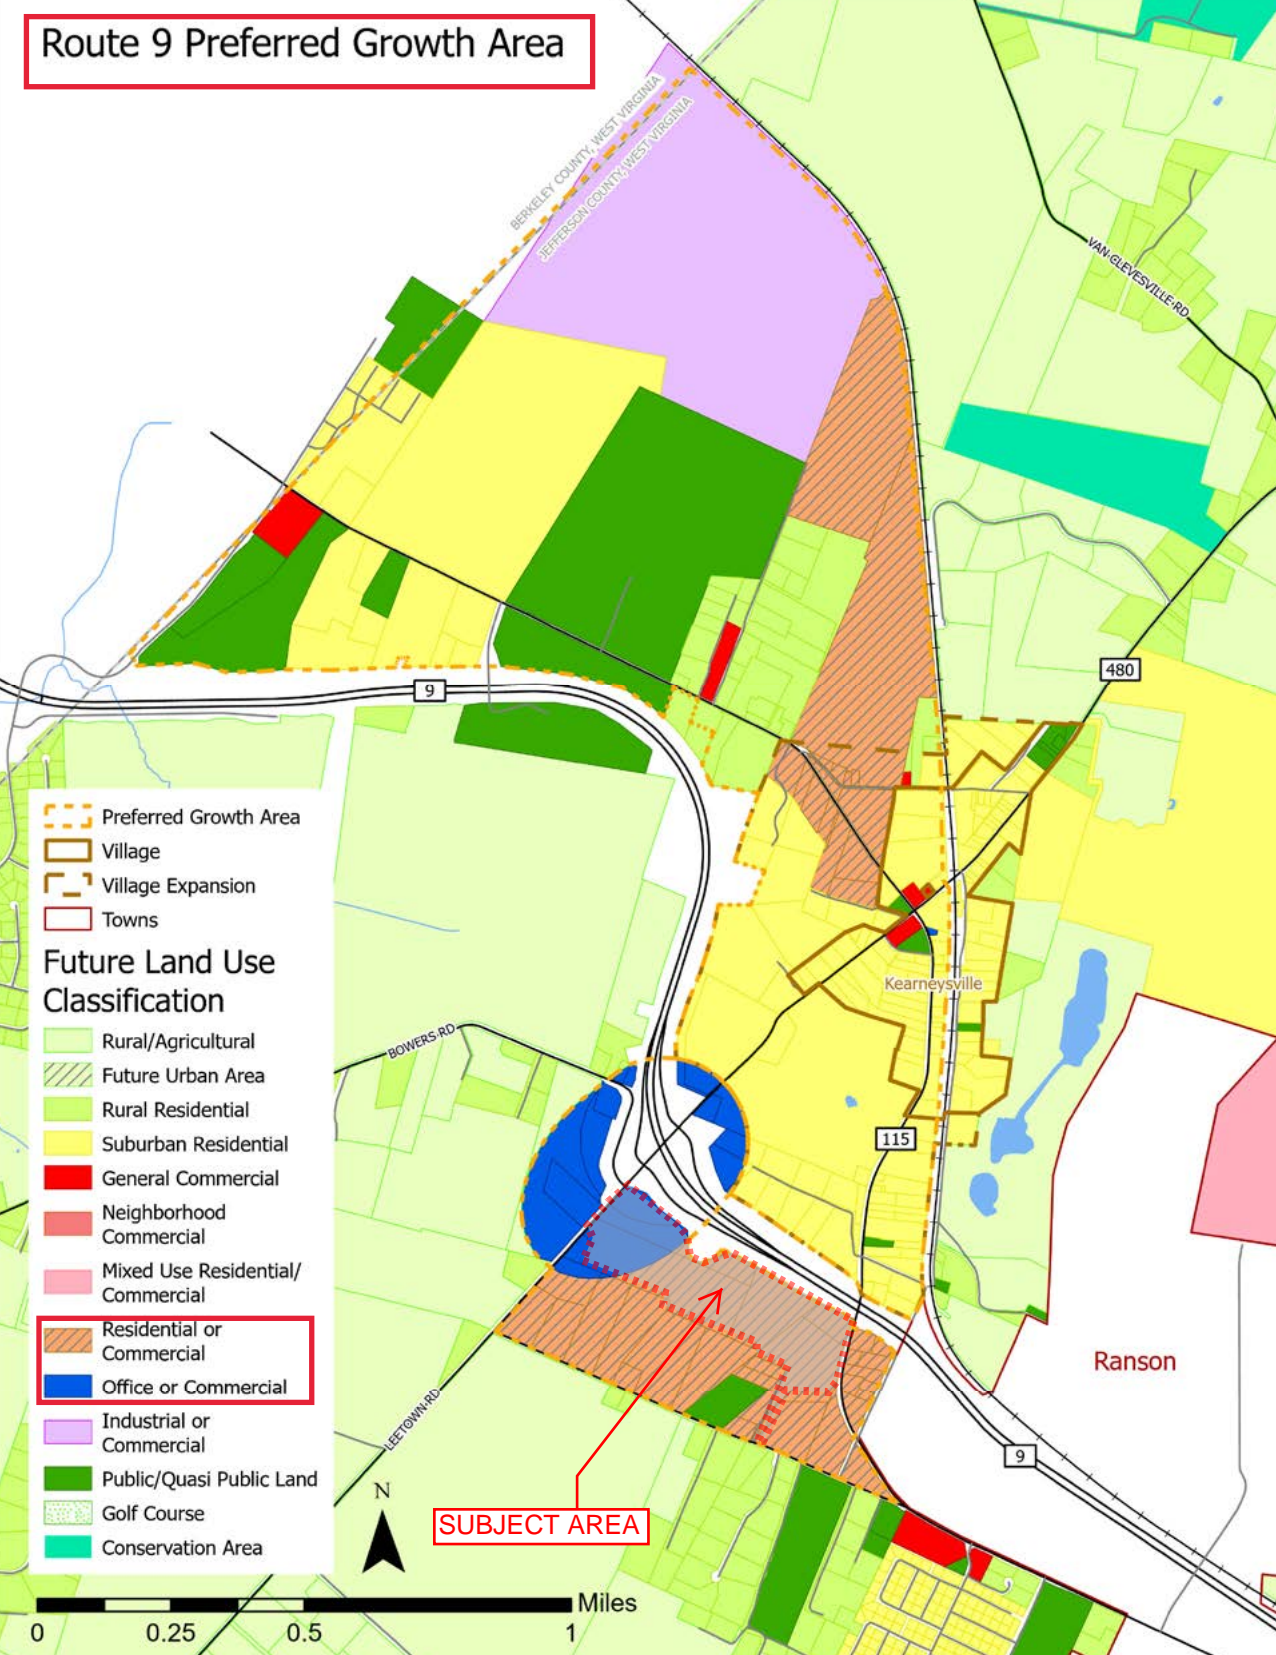 Route 9 Preferred Growth Area
BERKELEY COUNTY, WEST VIRGINIA
JEFFERSON COUNTY, WEST VIRGINIA
VAN CLEVESVILLE RD
480
9
Preferred Growth Area
Village
Village Expansion
Towns
Future Land Use
Classification
Rural/Agricultural
Future Urban Area
Rural Residential
Suburban Residential
General Commercial
Neighborhood
Commercial
Mixed Use Residential/
Commercial
Residential or
Commercial
Office or Commercial
Industrial or
Commercial
Public/Quasi Public Land
Golf Course
Conservation Area
Kearneysville
BOWERS RD
115
Ranson
LEETOWN RD
9
N
SUBJECT AREA
Miles
0 0.25 0.5 1